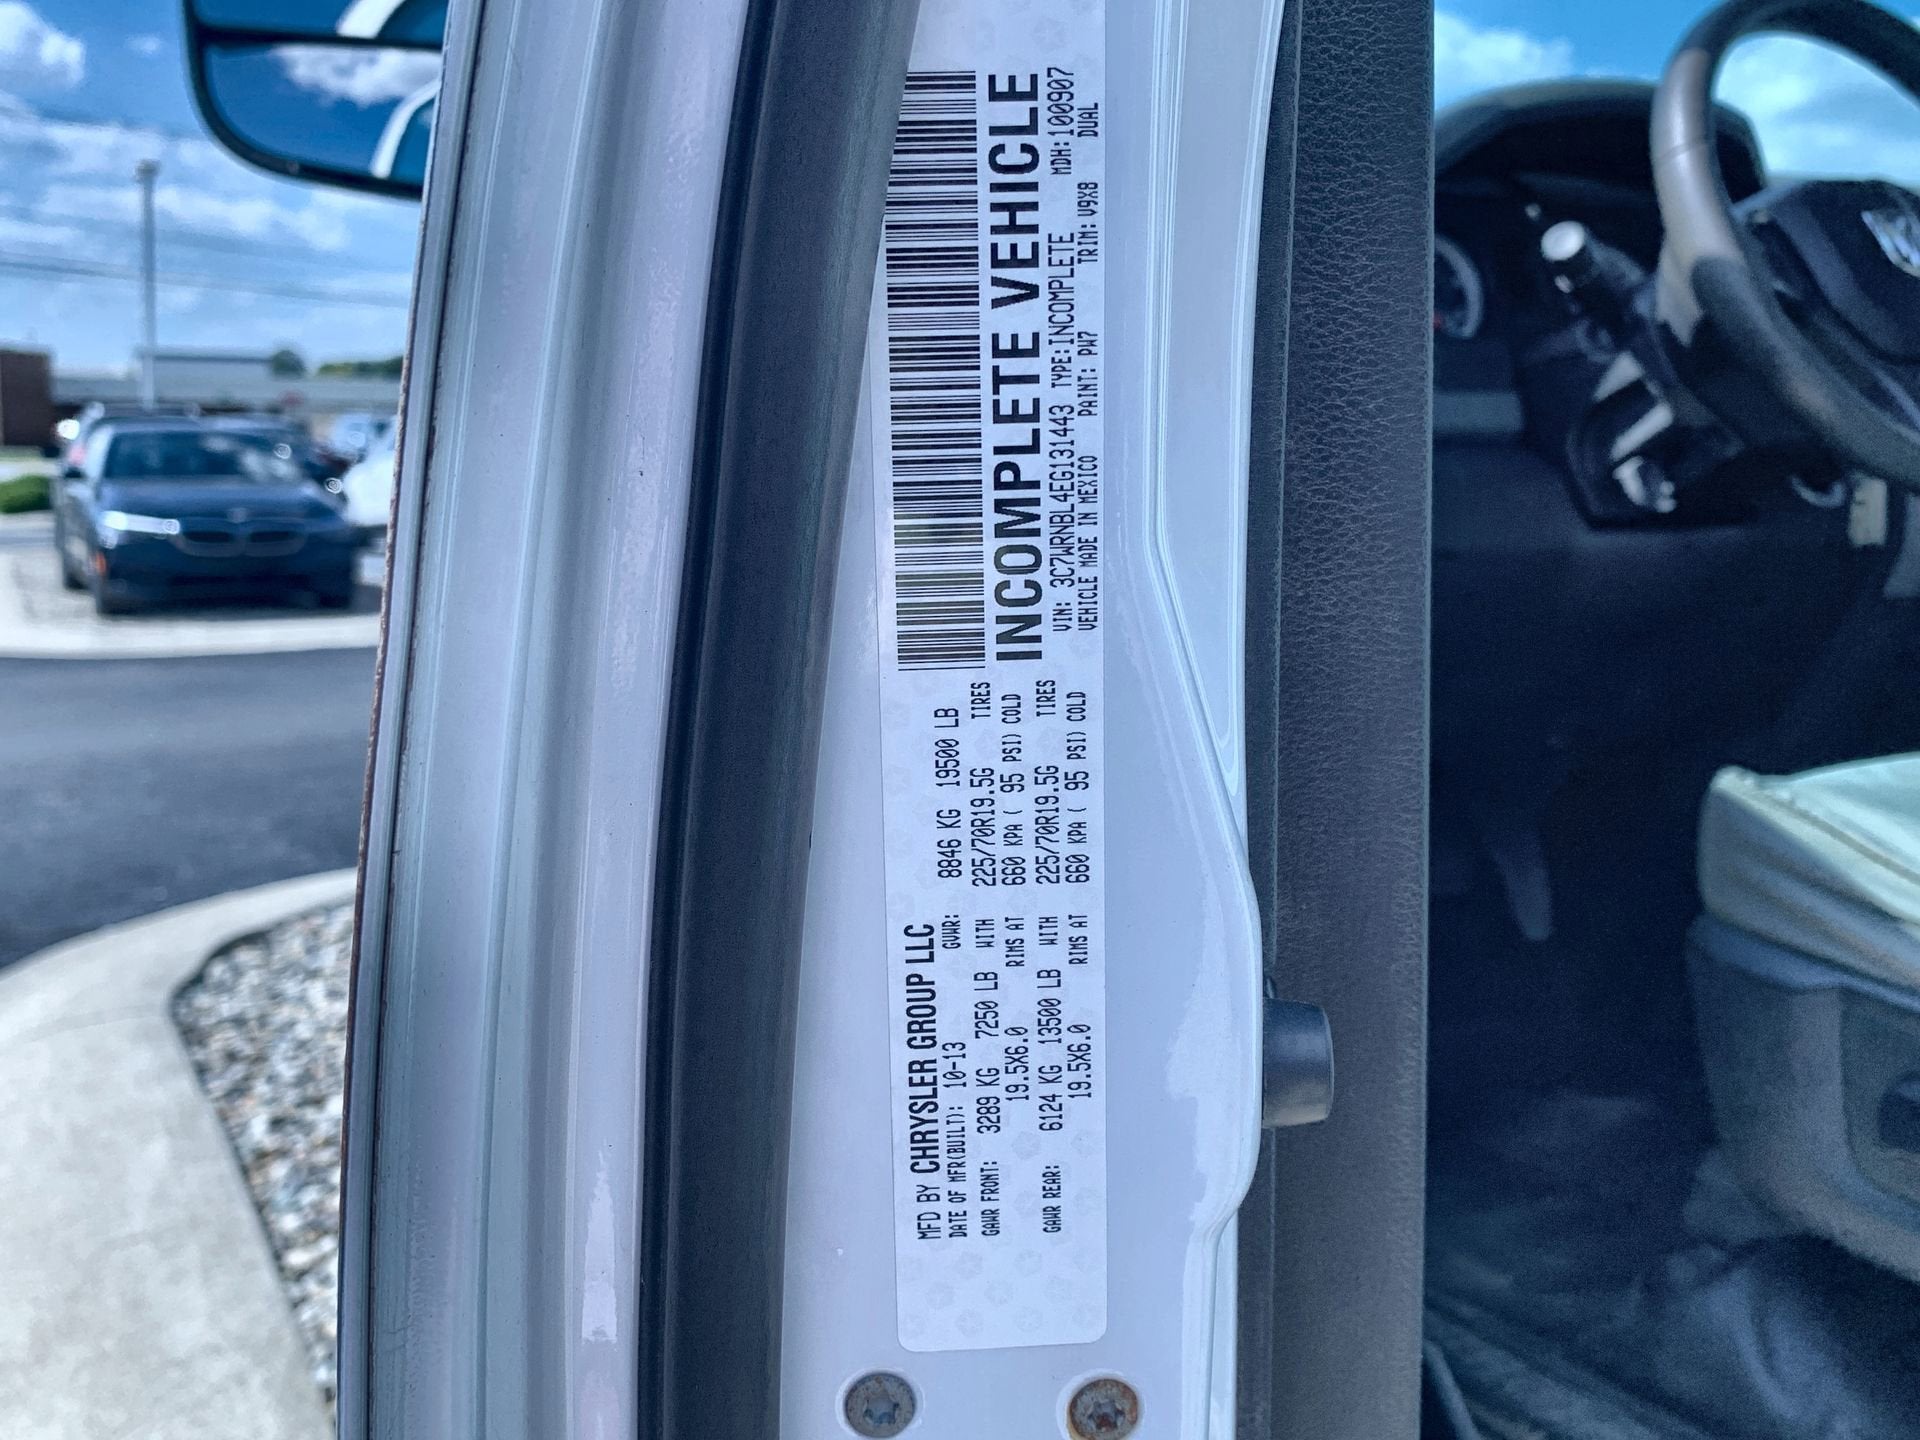 MFD BY CHRYSLER GROUP LLC
DATE OF MFR(BUILT): 10-13 GVWR: 8846 KG 19500 LB
GAWR FRONT: 3289 KG 7250 LB WITH 225/70R19.5G TIRES
19.5X6.0 RIMS AT 660 KPA ( 95 PSI) COLD
GAWR REAR: 6124 KG 13500 LB WITH 225/70R19.5G TIRES
19.5X6.0 RIMS AT 660 KPA ( 95 PSI) COLD
INCOMPLETE VEHICLE
VIN: 3C7WRNBL4EG131443 TYPE:INCOMPLETE MDH:100907
VEHICLE MADE IN MEXICO PAINT: PW7 TRIM: V9X8 DUAL